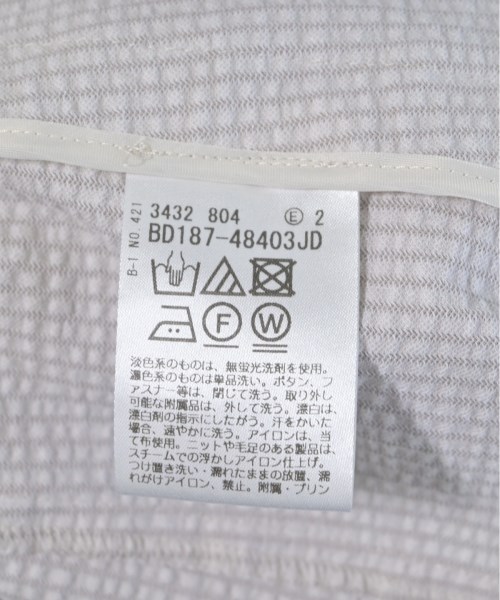 B-I NO.421
3432 804 Ⓔ 2
BD187-48403JD
F W
淡色系のものは、無蛍光洗剤を使用。
濃色系のものは単品洗い。ボタン、フ
ァスナー等は、閉じて洗う。取り外し
可能な附属品は、外して洗う。漂白は、
漂白剤の指示にしたがう。汗をかいた
場合、速やかに洗う。アイロンは、当
て布使用。ニットや毛足のある製品は、
スチームでの浮かしアイロン仕上げ。
つけ置き洗い・濡れたままの放置、濡
れがけアイロン、禁止。附属・プリン